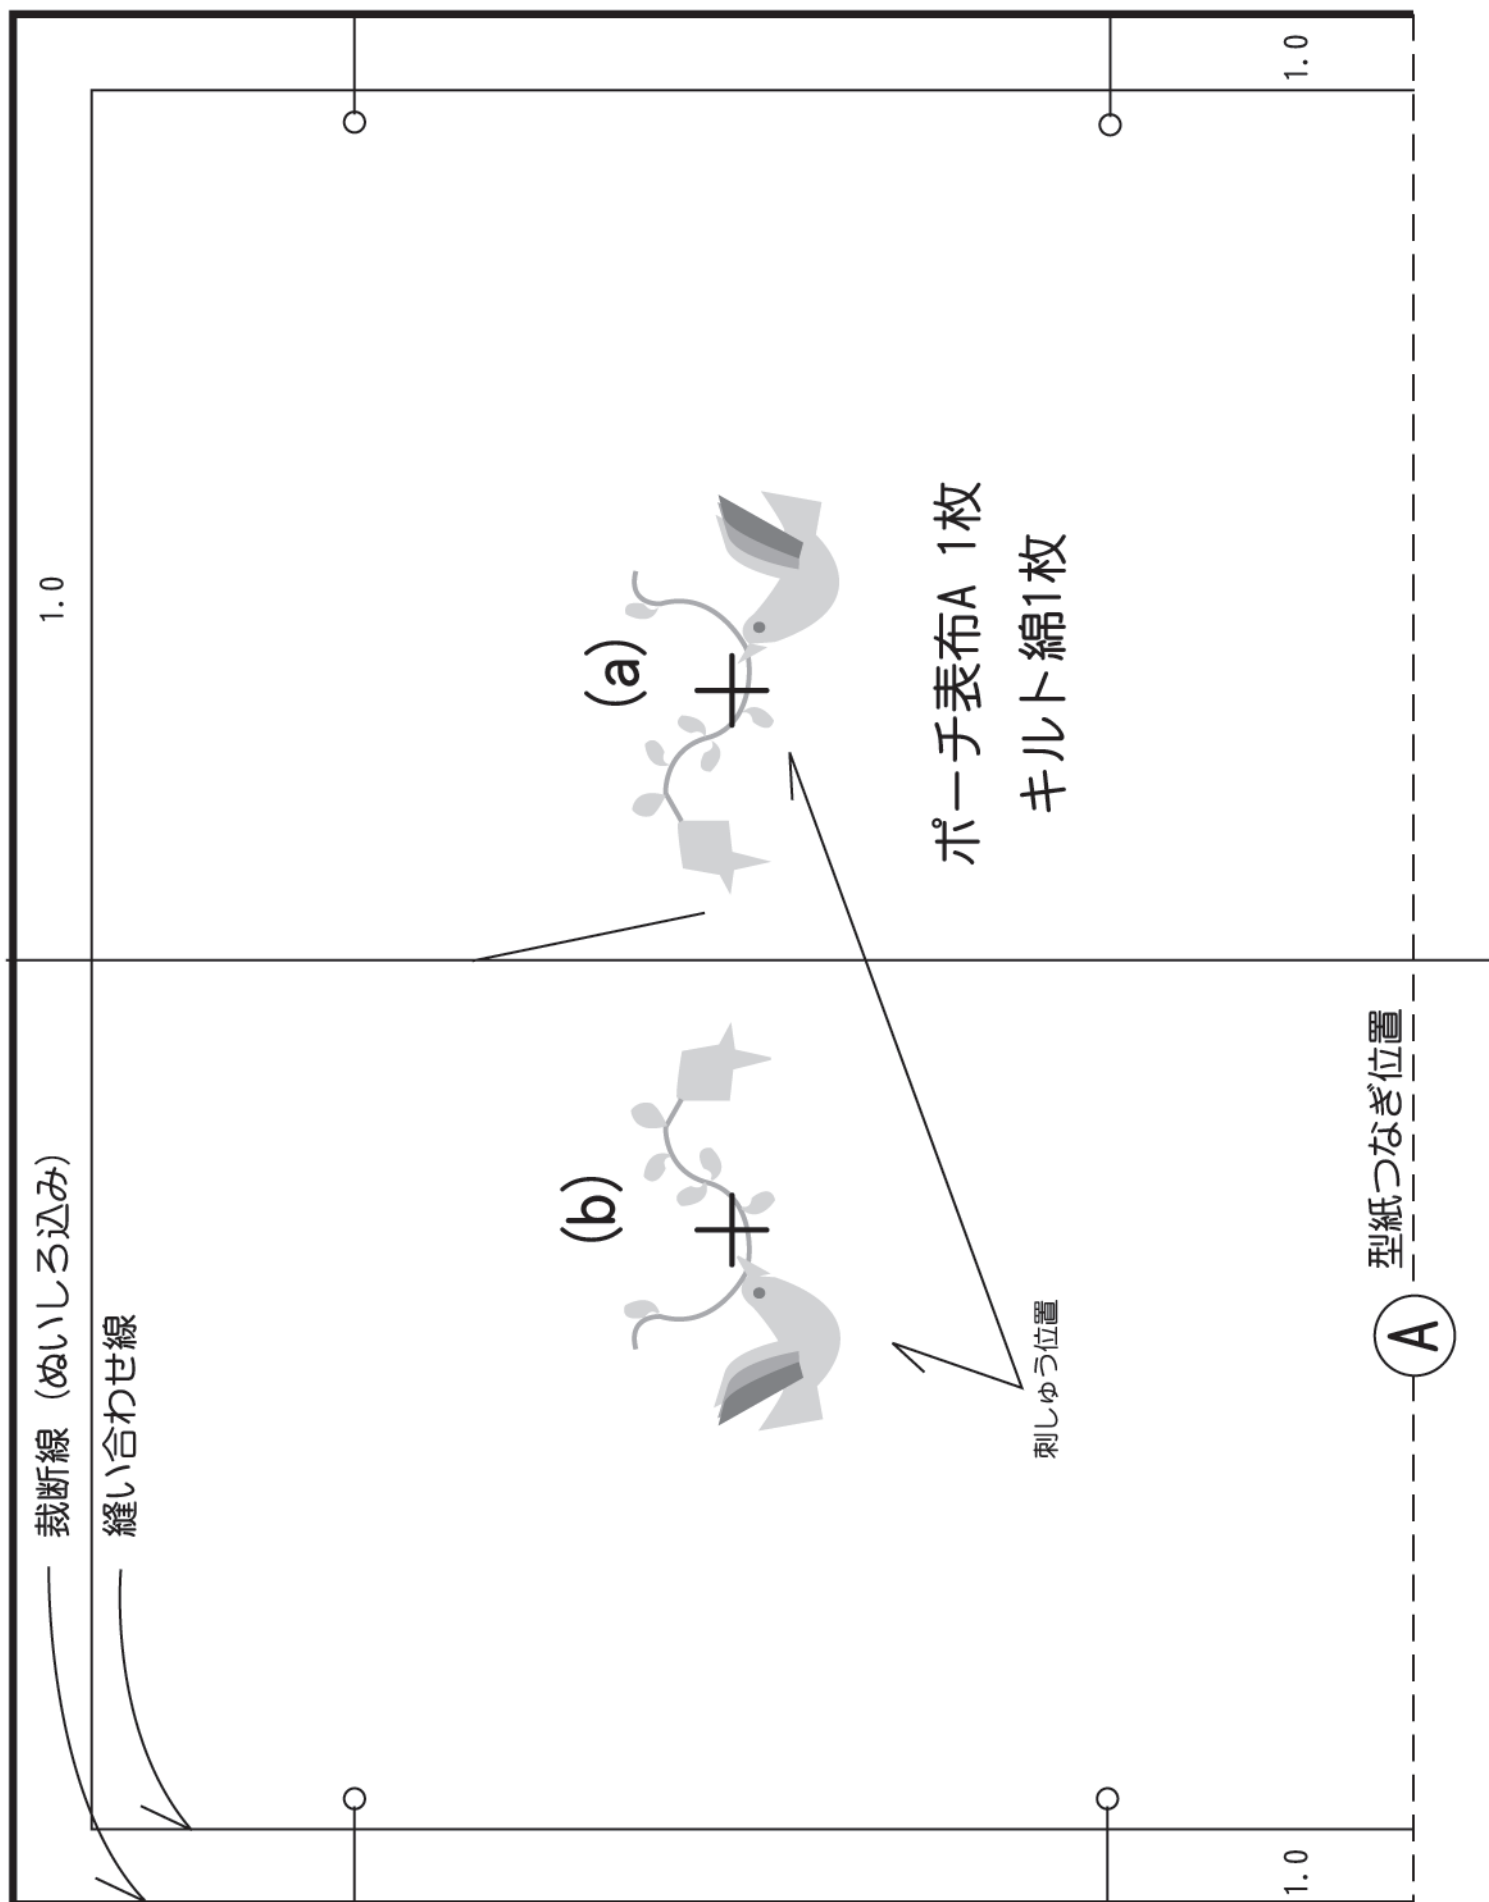 裁断線（ぬいしろ込み）
縫い合わせ線
1.0
1.0
1.0
(a)
(b)
ポーチ表布A 1枚
キルト綿1枚
刺しゅう位置
型紙つなぎ位置
A